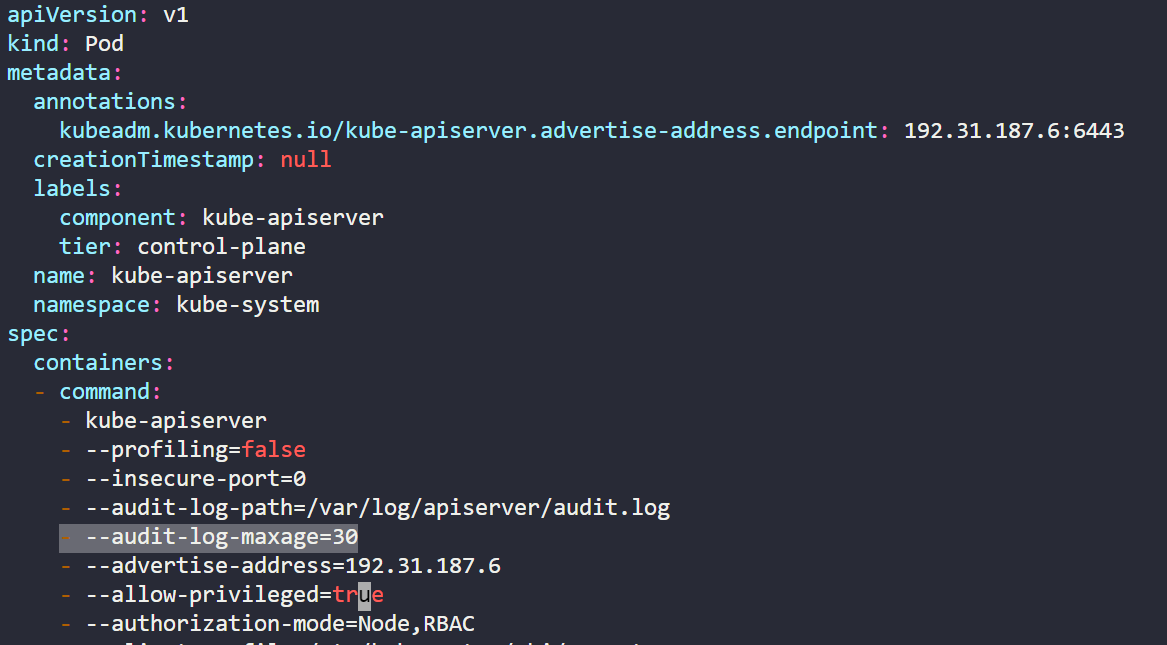 apiVersion: v1
kind: Pod
metadata:
  annotations:
    kubeadm.kubernetes.io/kube-apiserver.advertise-address.endpoint: 192.31.187.6:6443
  creationTimestamp: null
  labels:
    component: kube-apiserver
    tier: control-plane
  name: kube-apiserver
  namespace: kube-system
spec:
  containers:
  - command:
    - kube-apiserver
    - --profiling=false
    - --insecure-port=0
    - --audit-log-path=/var/log/apiserver/audit.log
    - --audit-log-maxage=30
    - --advertise-address=192.31.187.6
    - --allow-privileged=true
    - --authorization-mode=Node,RBAC